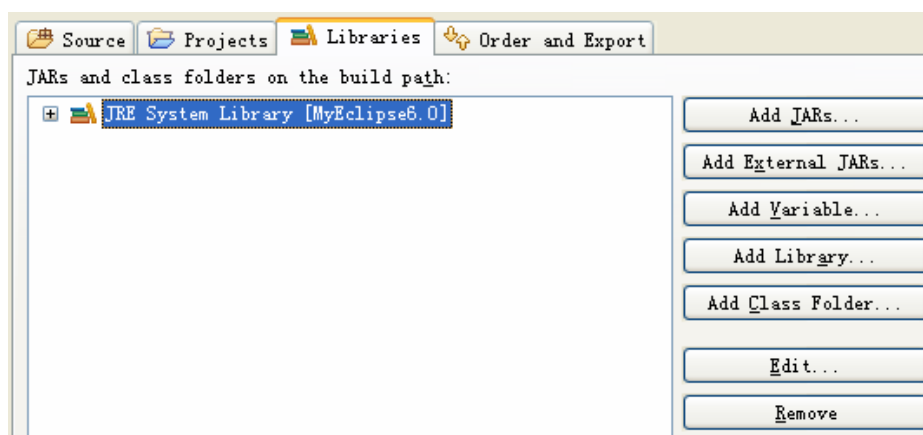 Source Projects Libraries Order and Export
JARs and class folders on the build path:
JRE System Library [MyEclipse6.0]
Add JARs...
Add External JARs...
Add Variable...
Add Library...
Add Class Folder...
Edit...
Remove